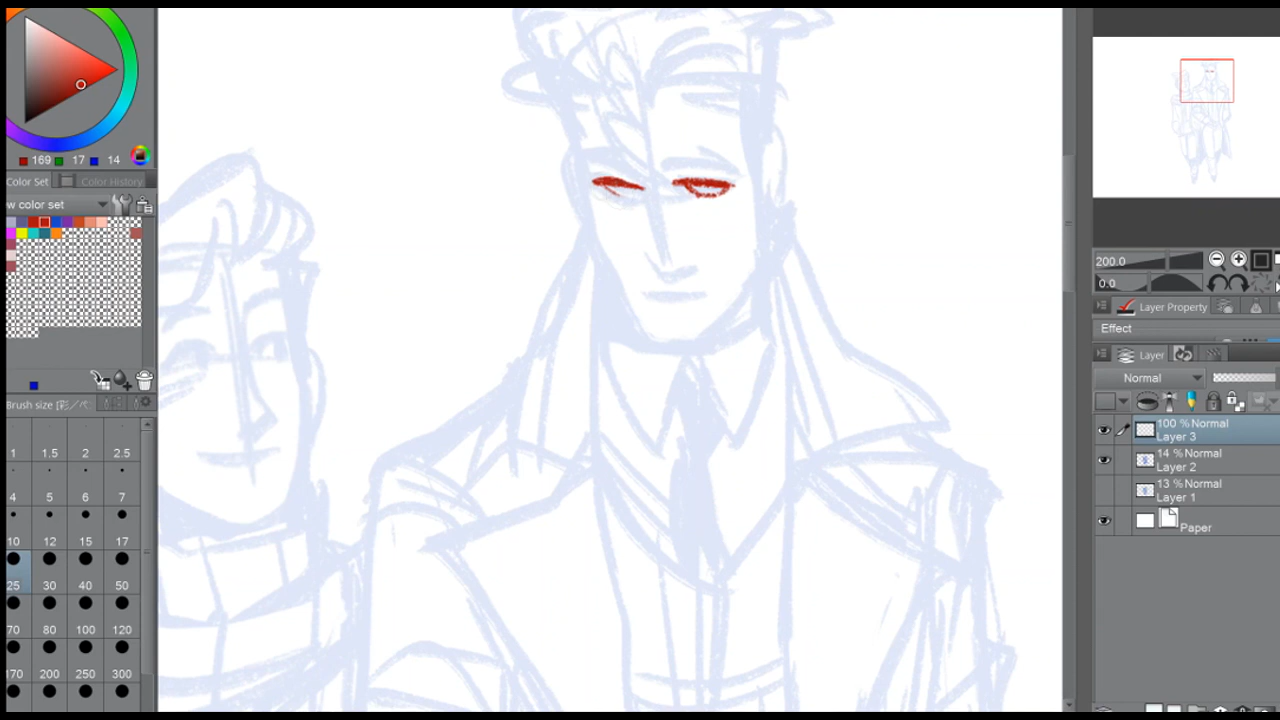 169 17 14
Color Set Color History
w color set
Brush size [彩/ペ
1 1.5 2 2.5
4 5 6 7
10 12 15 17
25 30 40 50
70 80 100 120
170 200 250 300
200.0
0.0
Layer Property
Effect
Layer
Normal
100 %Normal
Layer 3
14 %Normal
Layer 2
13 %Normal
Layer 1
Paper